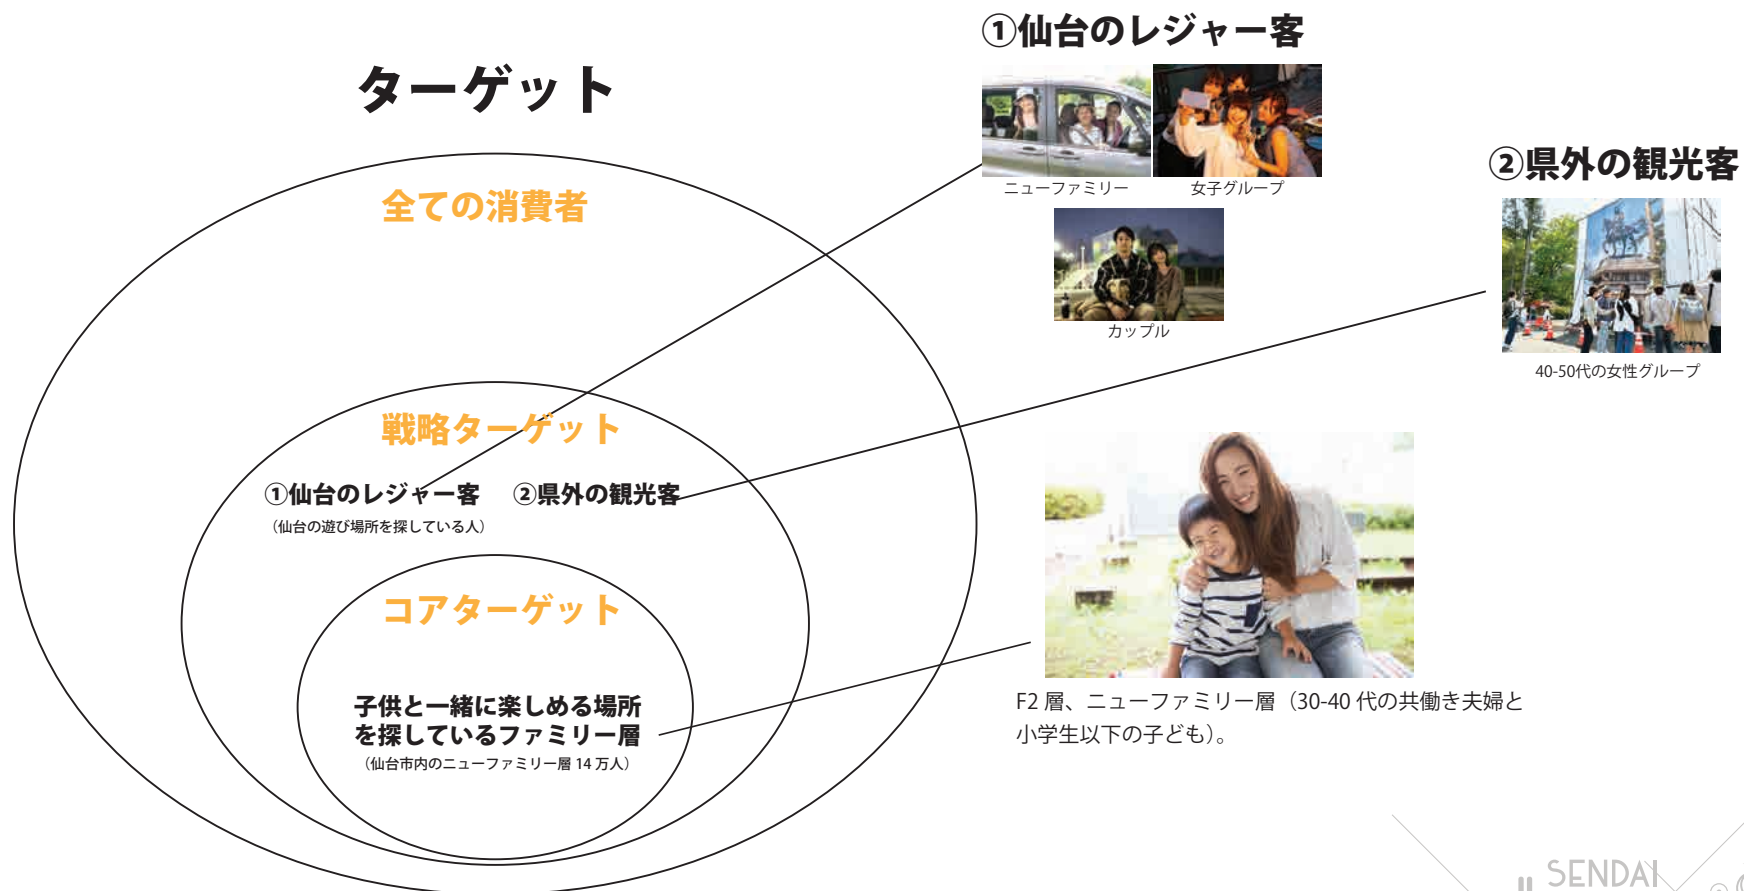 ターゲット
全ての消費者
戦略ターゲット
①仙台のレジャー客
（仙台の遊び場所を探している人）
②県外の観光客
コアターゲット
子供と一緒に楽しめる場所
を探しているファミリー層
（仙台市内のニューファミリー層 14 万人）
①仙台のレジャー客
ニューファミリー
女子グループ
カップル
②県外の観光客
40-50代の女性グループ
F2 層、ニューファミリー層（30-40 代の共働き夫婦と
小学生以下の子ども）。
SENDAI